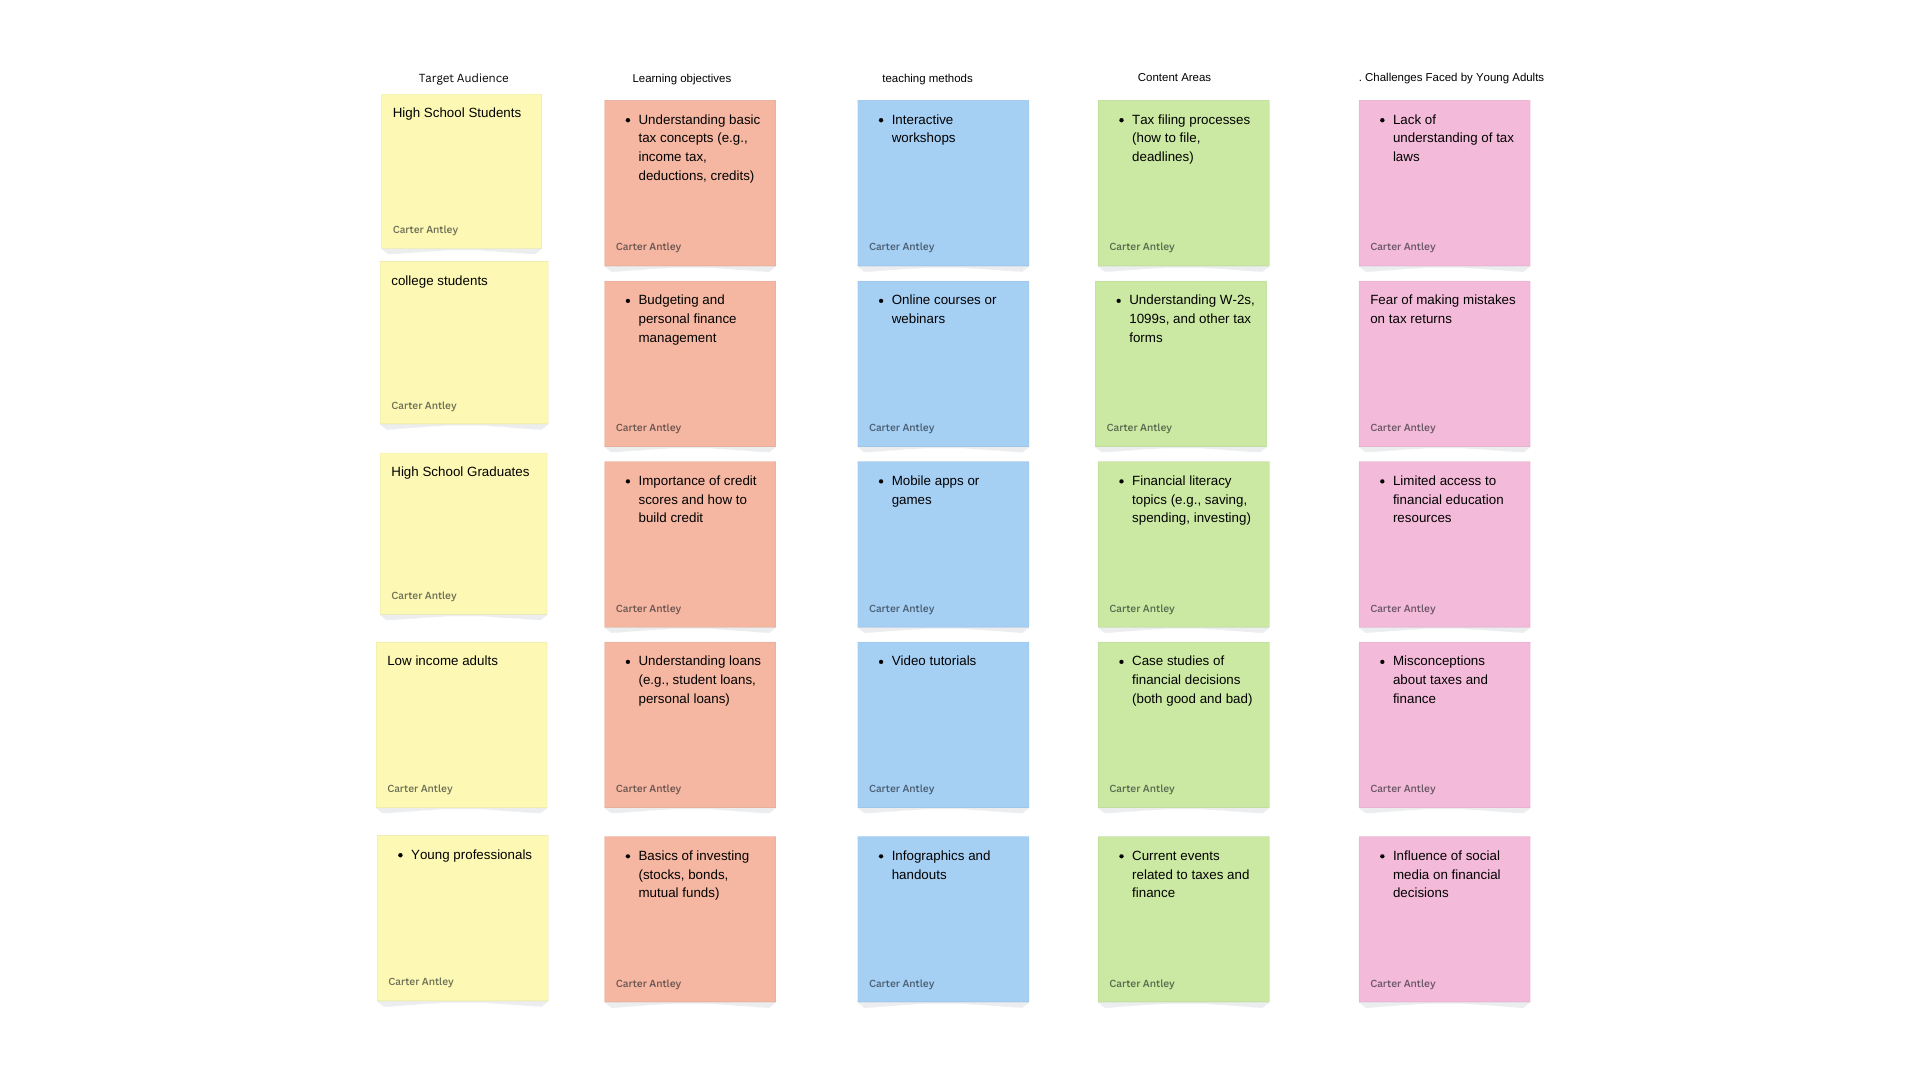 Target Audience
High School Students
Carter Antley
college students
Carter Antley
High School Graduates
Carter Antley
Low income adults
Carter Antley
• Young professionals
Carter Antley
Learning objectives
• Understanding basic
tax concepts (e.g.,
income tax,
deductions, credits)
Carter Antley
• Budgeting and
personal finance
management
Carter Antley
• Importance of credit
scores and how to
build credit
Carter Antley
• Understanding loans
(e.g., student loans,
personal loans)
Carter Antley
• Basics of investing
(stocks, bonds,
mutual funds)
Carter Antley
teaching methods
• Interactive
workshops
Carter Antley
• Online courses or
webinars
Carter Antley
• Mobile apps or
games
Carter Antley
• Video tutorials
Carter Antley
• Infographics and
handouts
Carter Antley
Content Areas
• Tax filing processes
(how to file,
deadlines)
Carter Antley
• Understanding W-2s,
1099s, and other tax
forms
Carter Antley
• Financial literacy
topics (e.g., saving,
spending, investing)
Carter Antley
• Case studies of
financial decisions
(both good and bad)
Carter Antley
• Current events
related to taxes and
finance
Carter Antley
. Challenges Faced by Young Adults
• Lack of
understanding of tax
laws
Carter Antley
Fear of making mistakes
on tax returns
Carter Antley
• Limited access to
financial education
resources
Carter Antley
• Misconceptions
about taxes and
finance
Carter Antley
• Influence of social
media on financial
decisions
Carter Antley